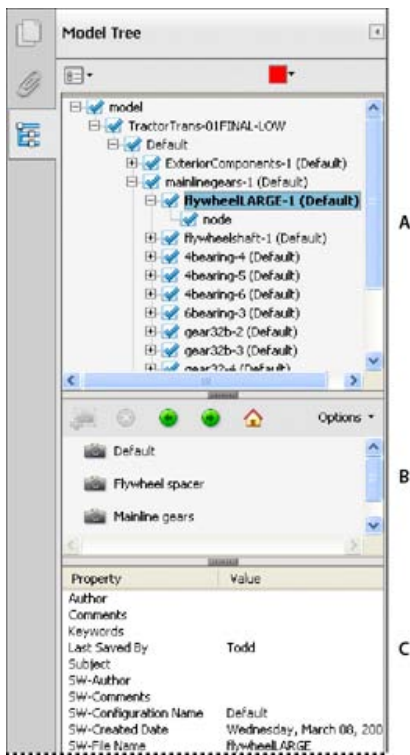 Model Tree
model
TractorTrans-01FINAL-LOW
Default
ExteriorComponents-1 (Default)
mainlinegears-1 (Default)
flywheelLARGE-1 (Default)
node
flywheelshaft-1 (Default)
4bearing-4 (Default)
4bearing-5 (Default)
4bearing-6 (Default)
6bearing-3 (Default)
gear32b-2 (Default)
gear32b-3 (Default)
gear32-4 (Default)
A
Options
Default
Flywheel spacer
Mainline gears
B
Property Value
Author
Comments
Keywords
Last Saved By Todd
Subject
SW-Author
SW-Comments
SW-Configuration Name Default
SW-Created Date Wednesday, March 08, 200
SW-File Name flywheelLARGE
C